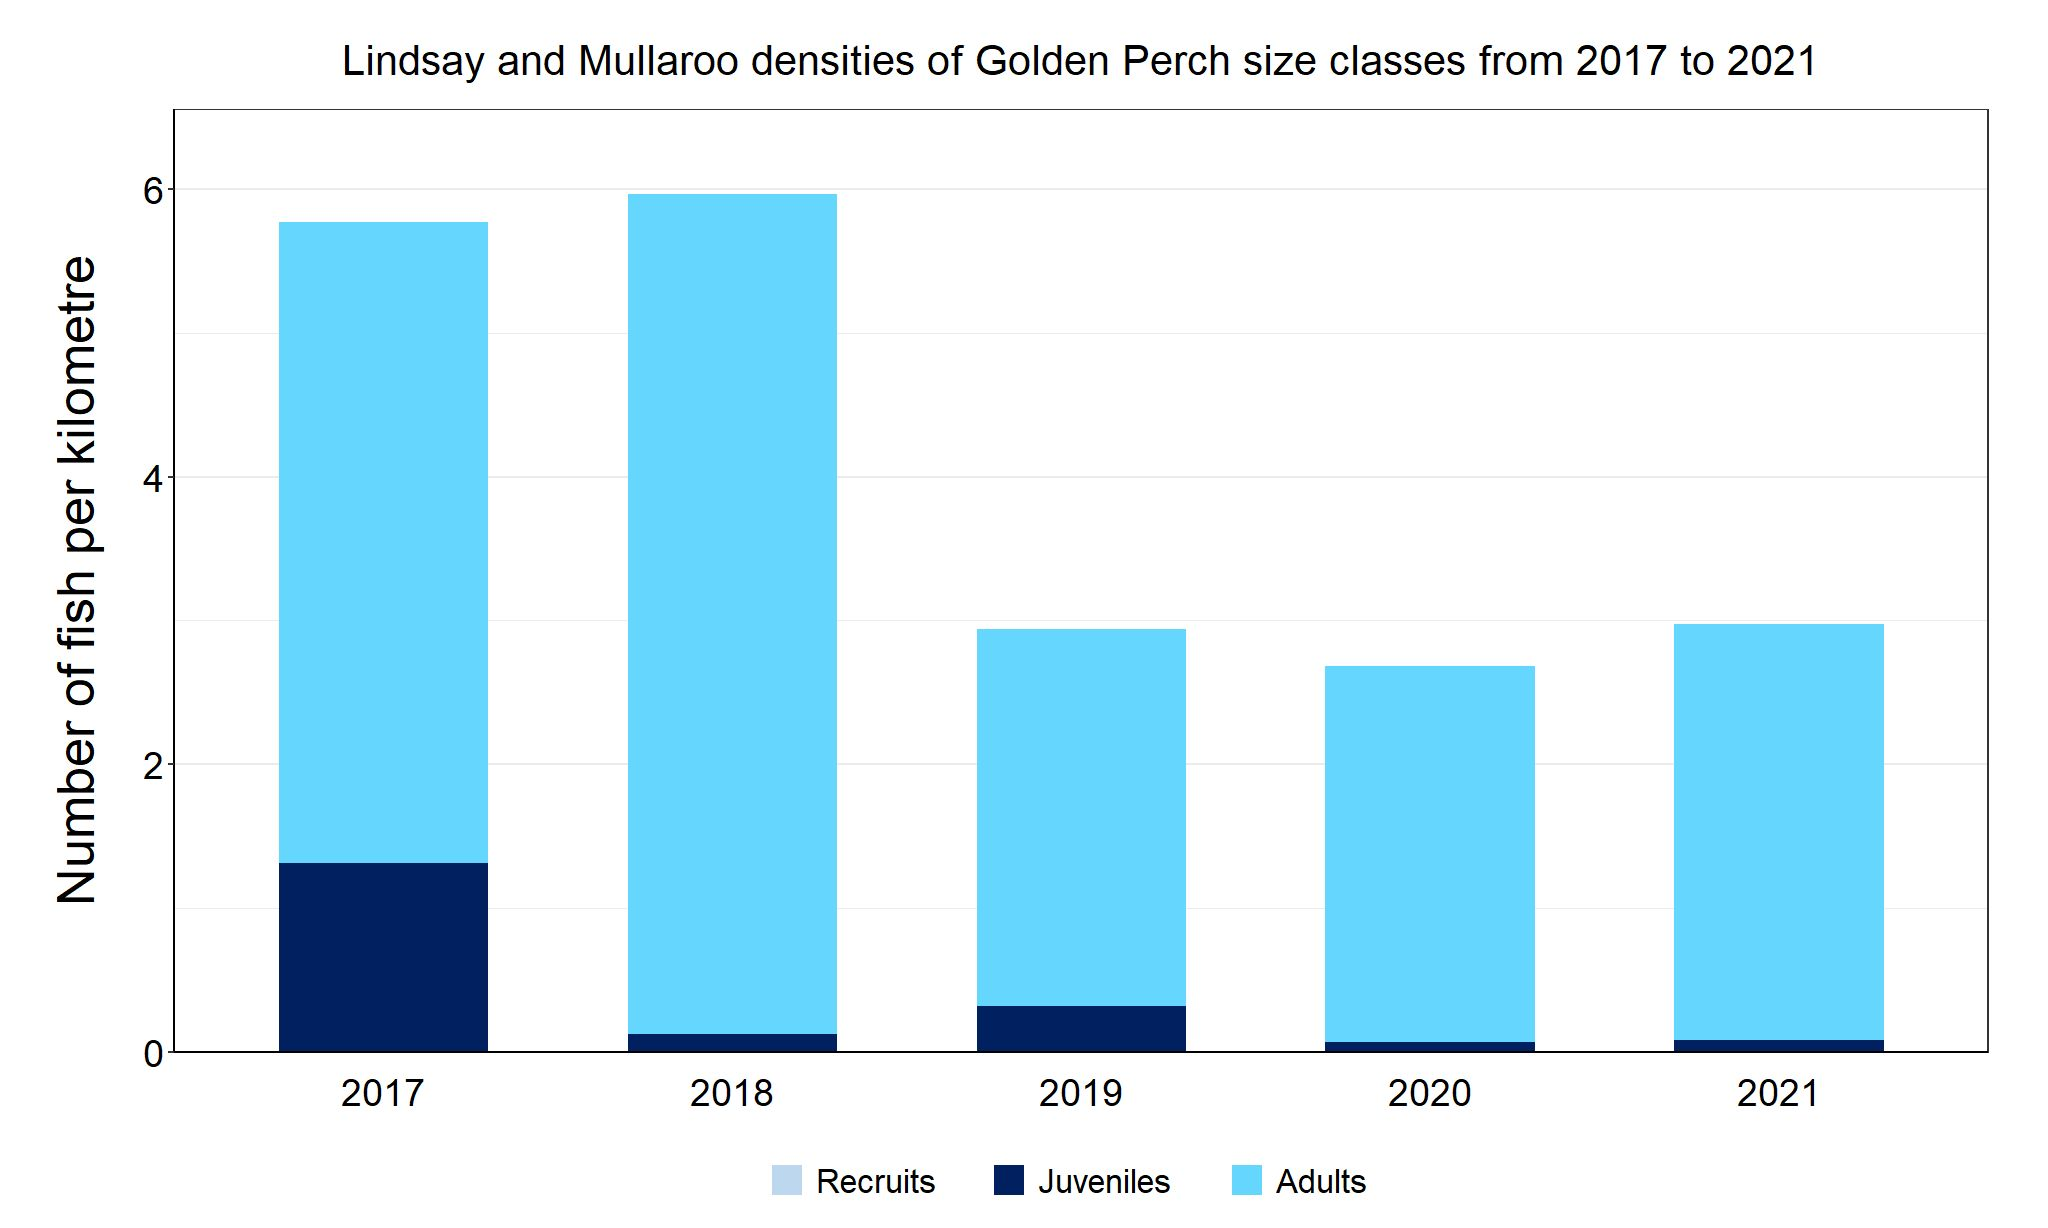 Lindsay and Mullaroo densities of Golden Perch size classes from 2017 to 2021
Number of fish per kilometre
6
4
2
0
2017 2018 2019 2020 2021
Recruits Juveniles Adults